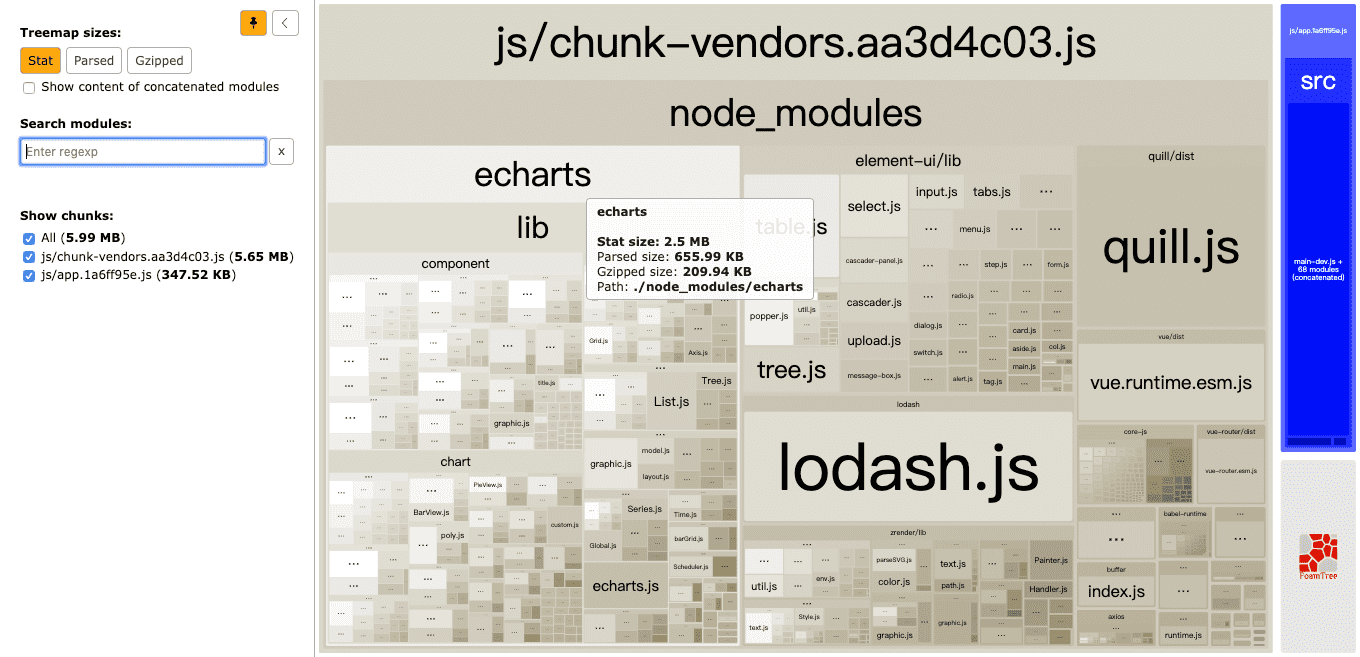 Treemap sizes:
Stat
Parsed
Gzipped
Show content of concatenated modules
Search modules:
Enter regexp
x
Show chunks:
All (5.99 MB)
js/chunk-vendors.aa3d4c03.js (5.65 MB)
js/app.1a6ff95e.js (347.52 KB)
js/chunk-vendors.aa3d4c03.js
node_modules
echarts
lib
component
Grid.js
Axis.js
title.js
graphic.js
List.js
Tree.js
chart
PieView.js
BarView.js
poly.js
custom.js
graphic.js
model.js
layout.js
Series.js
Time.js
Global.js
barGrid.js
Scheduler.js
echarts.js
echarts
Stat size: 2.5 MB
Parsed size: 655.99 KB
Gzipped size: 209.94 KB
Path: ./node_modules/echarts
element-ui/lib
table.js
select.js
input.js
tabs.js
menu.js
cascader-panel.js
step.js
form.js
popper.js
util.js
cascader.js
radio.js
dialog.js
card.js
upload.js
switch.js
aside.js
col.js
tree.js
message-box.js
alert.js
tag.js
main.js
lodash
lodash.js
zrender/lib
util.js
env.js
parseSVG.js
color.js
text.js
path.js
Painter.js
Handler.js
text.js
Style.js
graphic.js
graphic.js
quill/dist
quill.js
vue/dist
vue.runtime.esm.js
core-js
vue-router/dist
vue-router.esm.js
babel-runtime
buffer
index.js
axios
runtime.js
js/app.1a6ff95e.js
src
main-dev.js +
68 modules
(concatenated)
FoamTree